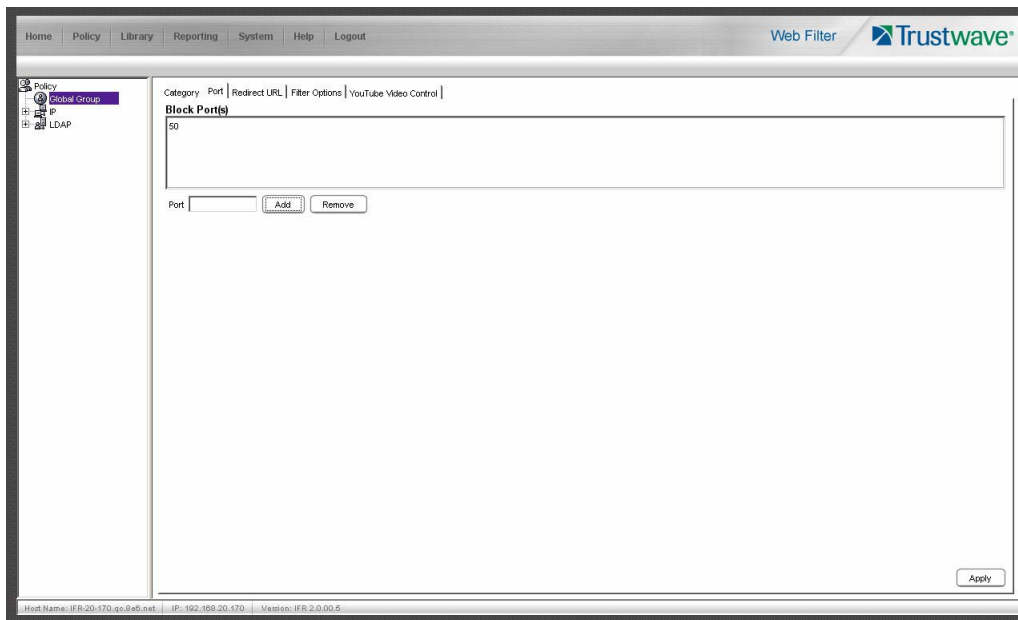 Home Policy Library Reporting System Help Logout
Web Filter
Trustwave®
Policy
Global Group
IP
LDAP
Category Port Redirect URL Filter Options YouTube Video Control
Block Port(s)
50
Port Add Remove
Apply
Host Name: IFR-20-170.qc.8e6.net IP: 192.168.20.170 Version: IFR 2.0.00.5